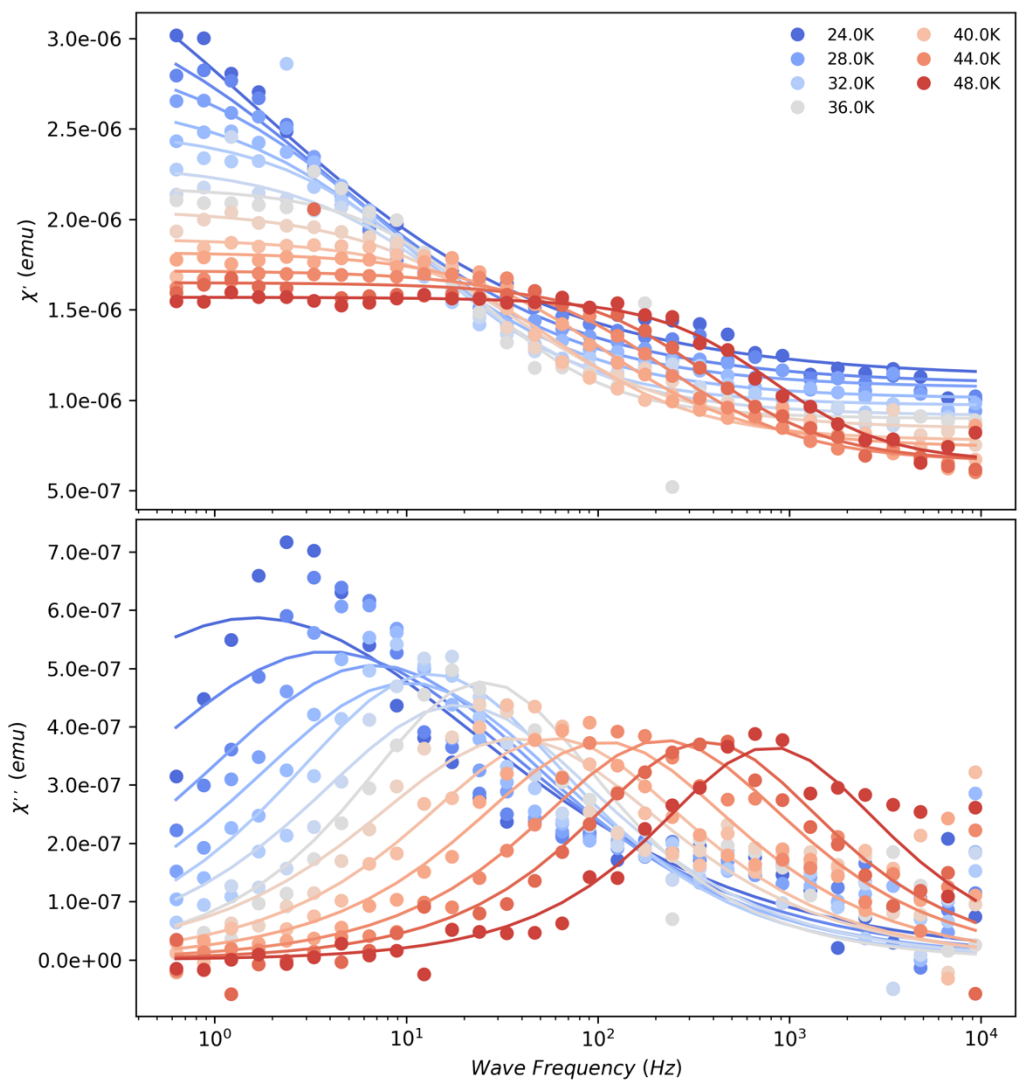 3.0e-06
2.5e-06
2.0e-06
1.5e-06
1.0e-06
5.0e-07
χ′ (emu)
24.0K
28.0K
32.0K
36.0K
40.0K
44.0K
48.0K
7.0e-07
6.0e-07
5.0e-07
4.0e-07
3.0e-07
2.0e-07
1.0e-07
0.0e+00
χ′′ (emu)
10⁰
10¹
10²
10³
10⁴
Wave Frequency (Hz)